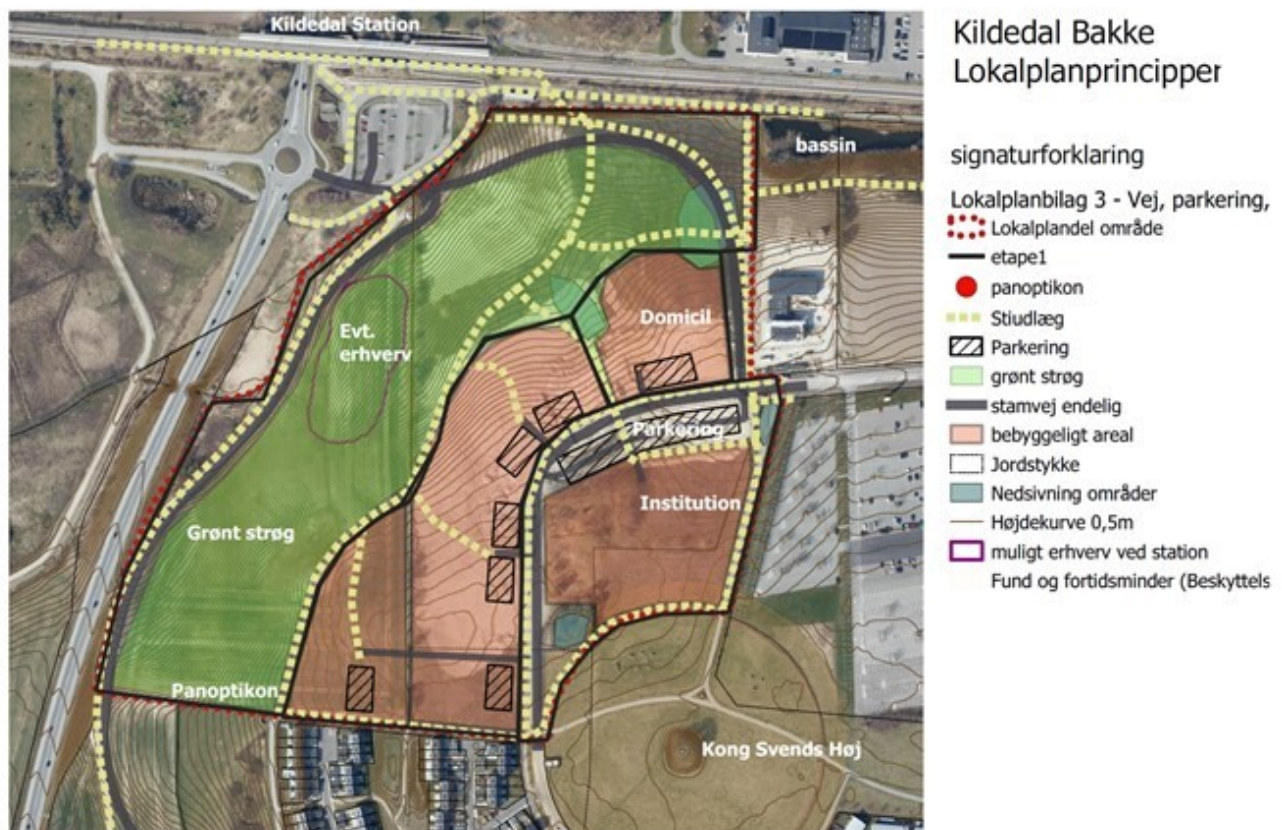 Kildedal Station
bassin
Domicil
Evt.
erhverv
Parkering
Institution
Grønt strøg
Panoptikon
Kong Svends Høj
Kildedal Bakke
Lokalplanprincipper
signaturforklaring
Lokalplanbilag 3 - Vej, parkering,
Lokalplandel område
etape1
panoptikon
Stiudlæg
Parkering
grønt strøg
stamvej endelig
bebyggeligt areal
Jordstykke
Nedsivning områder
Højdekurve 0,5m
muligt erhverv ved station
Fund og fortidsminder (Beskyttels